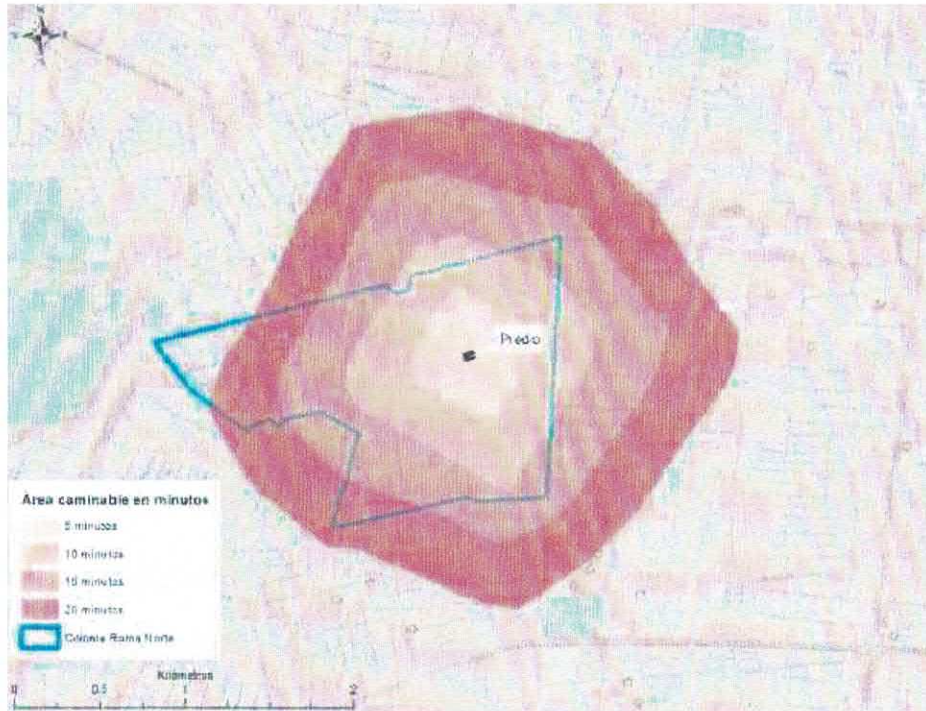 Predio
Área caminable en minutos
5 minutos
10 minutos
15 minutos
20 minutos
Colonia Roma Norte
Kilómetros
0 0.5 1 2